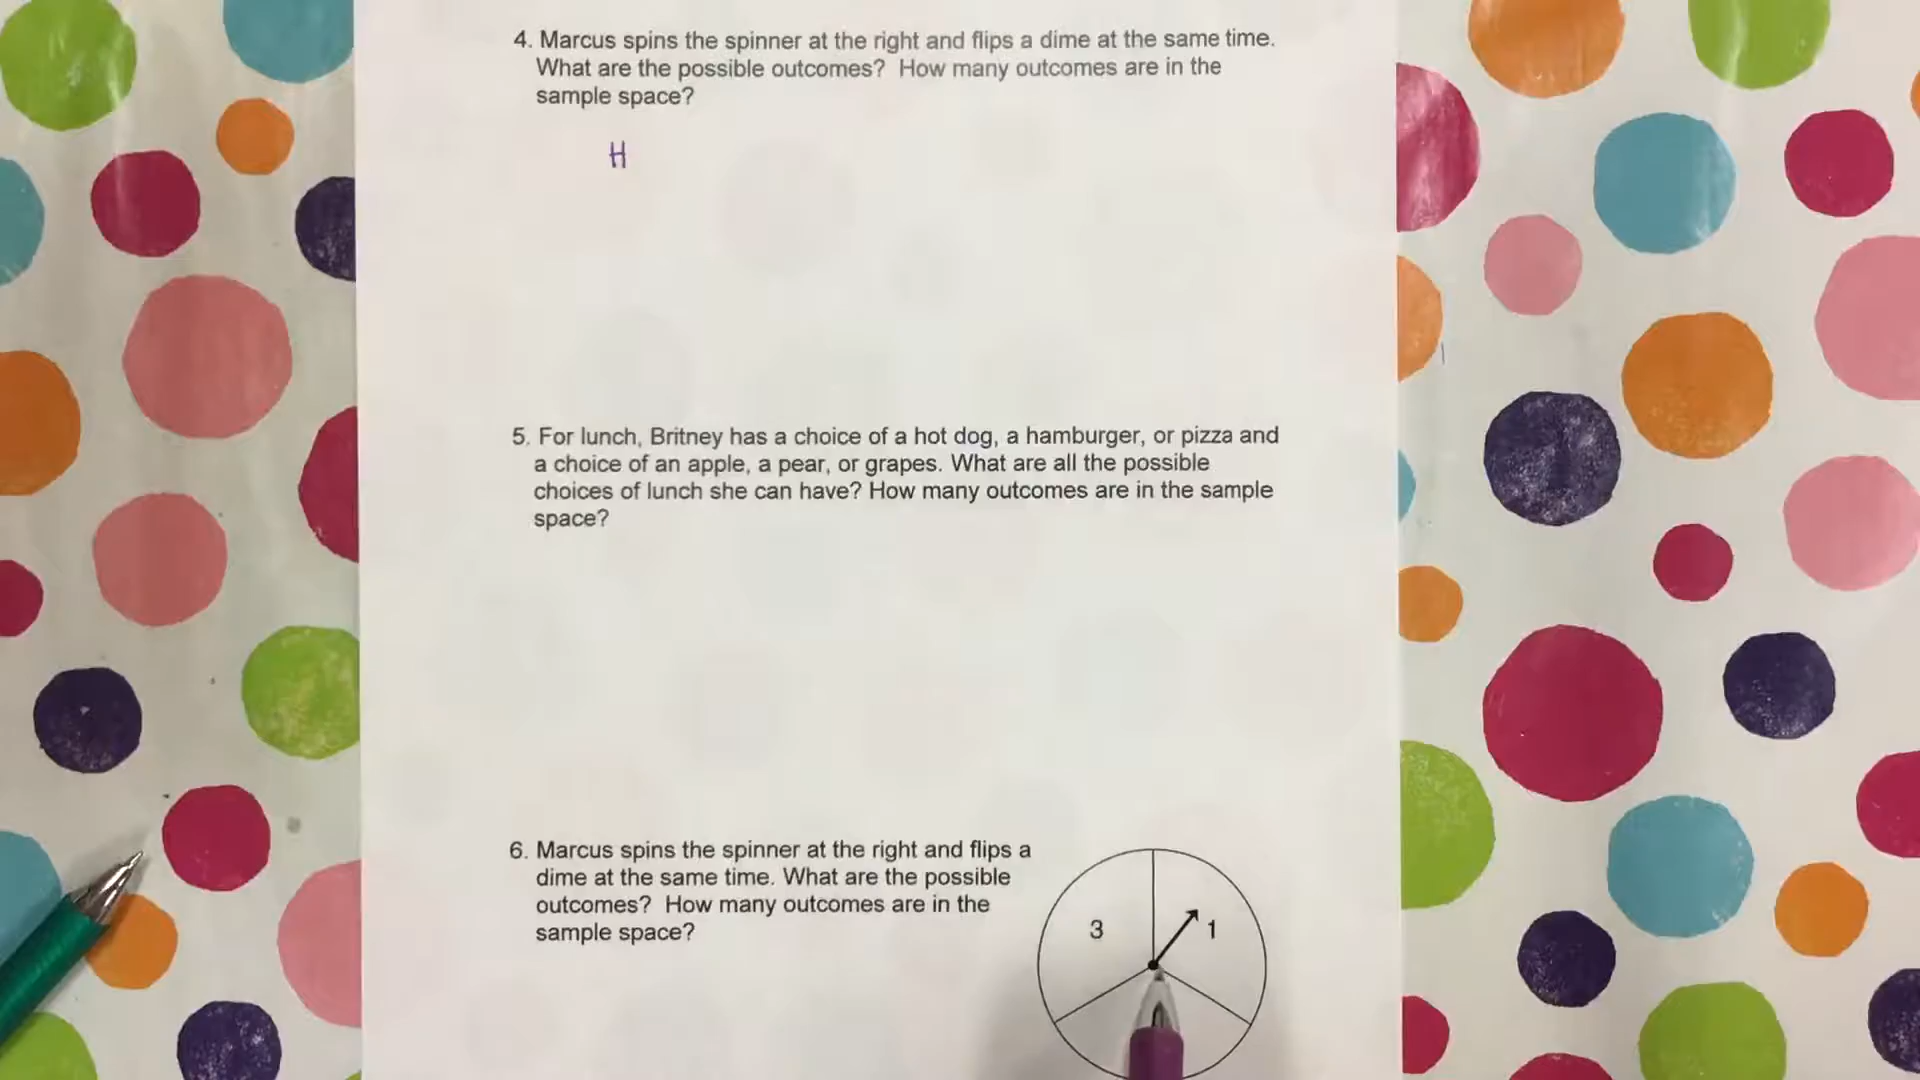 4. Marcus spins the spinner at the right and flips a dime at the same time.
What are the possible outcomes? How many outcomes are in the
sample space?
H
5. For lunch, Britney has a choice of a hot dog, a hamburger, or pizza and
a choice of an apple, a pear, or grapes. What are all the possible
choices of lunch she can have? How many outcomes are in the sample
space?
6. Marcus spins the spinner at the right and flips a
dime at the same time. What are the possible
outcomes? How many outcomes are in the
sample space?
3 1